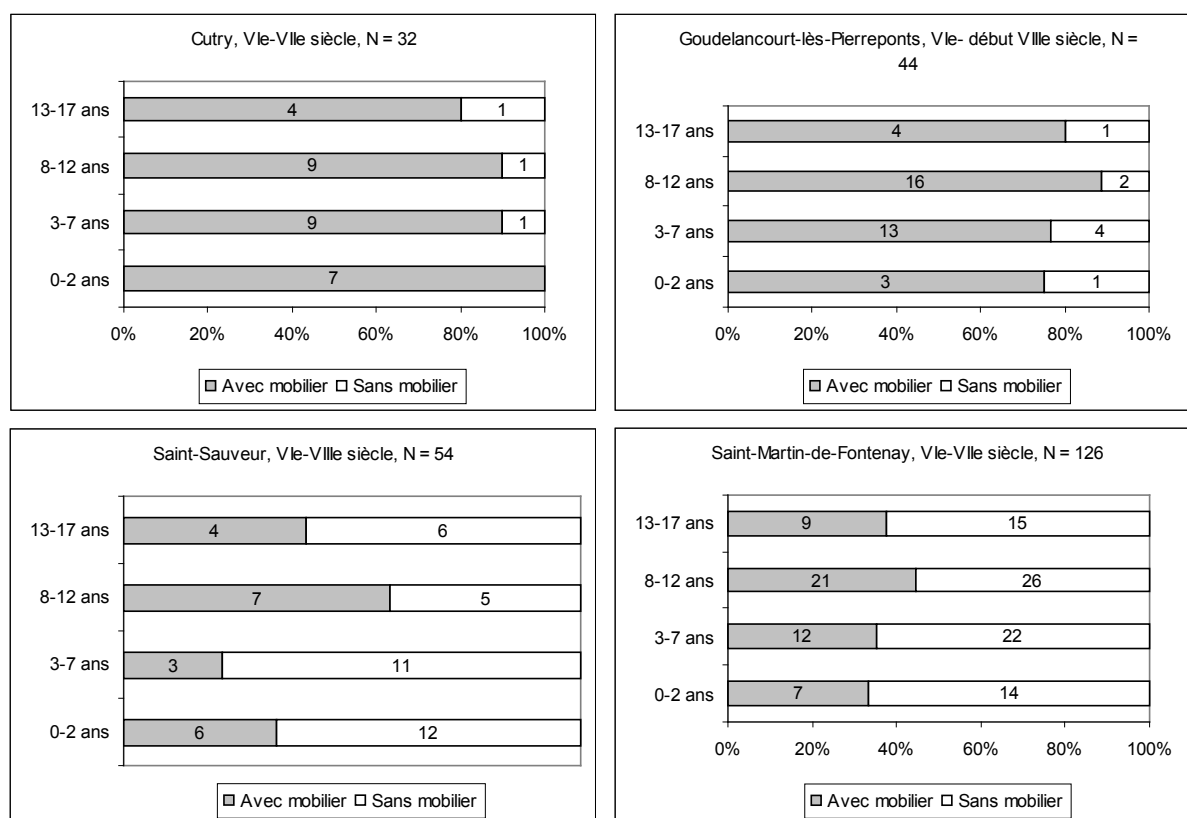 Cutry, VIe-VIIe siècle, N = 32
13-17 ans
4
1
8-12 ans
9
1
3-7 ans
9
1
0-2 ans
7
0% 20% 40% 60% 80% 100%
Avec mobilier Sans mobilier
Goudelancourt-lès-Pierreponts, VIe- début VIIIe siècle, N =
44
13-17 ans
4
1
8-12 ans
16
2
3-7 ans
13
4
0-2 ans
3
1
0% 20% 40% 60% 80% 100%
Avec mobilier Sans mobilier
Saint-Sauveur, VIe-VIIIe siècle, N = 54
13-17 ans
4
6
8-12 ans
7
5
3-7 ans
3
11
0-2 ans
6
12
Avec mobilier Sans mobilier
Saint-Martin-de-Fontenay, VIe-VIIe siècle, N = 126
13-17 ans
9
15
8-12 ans
21
26
3-7 ans
12
22
0-2 ans
7
14
0% 20% 40% 60% 80% 100%
Avec mobilier Sans mobilier